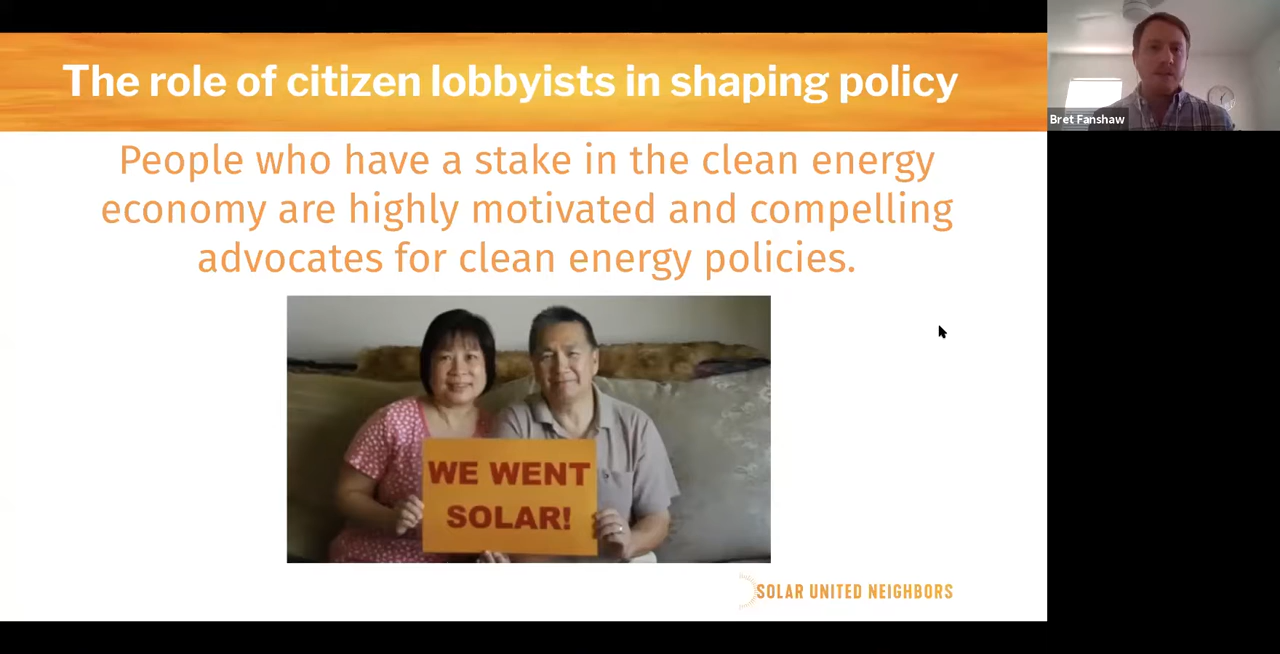 The role of citizen lobbyists in shaping policy
People who have a stake in the clean energy
economy are highly motivated and compelling
advocates for clean energy policies.
WE WENT
SOLAR!
SOLAR UNITED NEIGHBORS
Bret Fanshaw